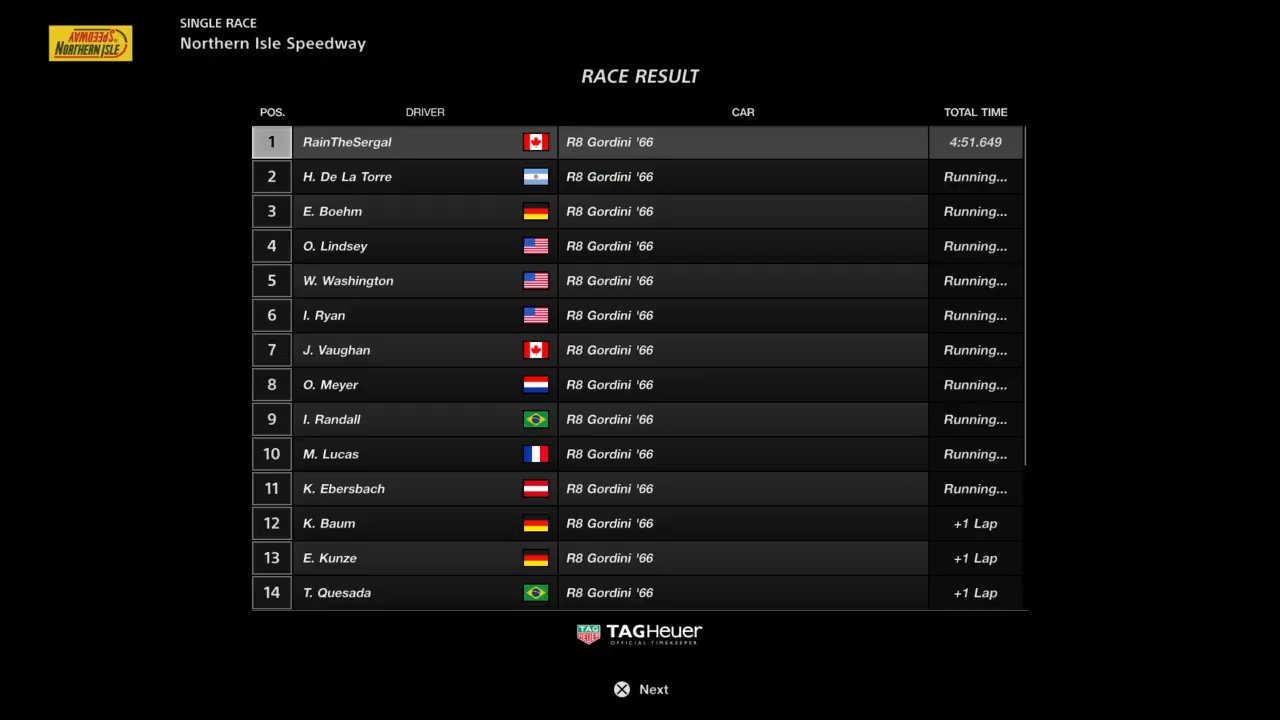 SINGLE RACE
Northern Isle Speedway
SPEEDWAY
NORTHERN ISLE
RACE RESULT
POS. DRIVER CAR TOTAL TIME
1 RainTheSergal R8 Gordini '66 4:51.649
2 H. De La Torre R8 Gordini '66 Running...
3 E. Boehm R8 Gordini '66 Running...
4 O. Lindsey R8 Gordini '66 Running...
5 W. Washington R8 Gordini '66 Running...
6 I. Ryan R8 Gordini '66 Running...
7 J. Vaughan R8 Gordini '66 Running...
8 O. Meyer R8 Gordini '66 Running...
9 I. Randall R8 Gordini '66 Running...
10 M. Lucas R8 Gordini '66 Running...
11 K. Ebersbach R8 Gordini '66 Running...
12 K. Baum R8 Gordini '66 +1 Lap
13 E. Kunze R8 Gordini '66 +1 Lap
14 T. Quesada R8 Gordini '66 +1 Lap
TAG HEUER TAGHeuer
OFFICIAL TIMEKEEPER
Next